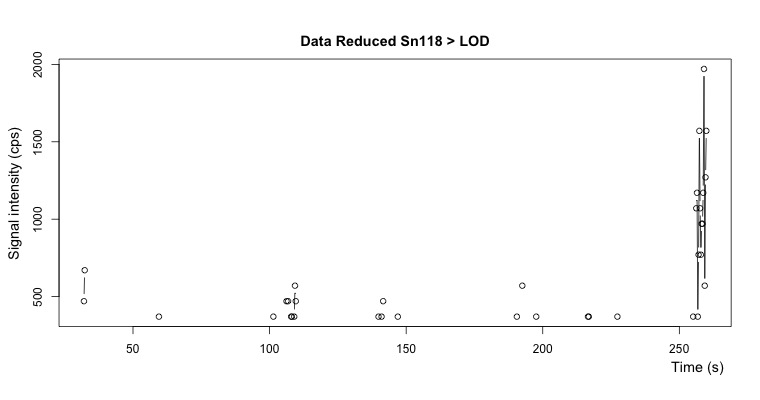 Data Reduced Sn118 > LOD
Signal intensity (cps)
2000
1500
1000
500
50 100 150 200 250
Time (s)